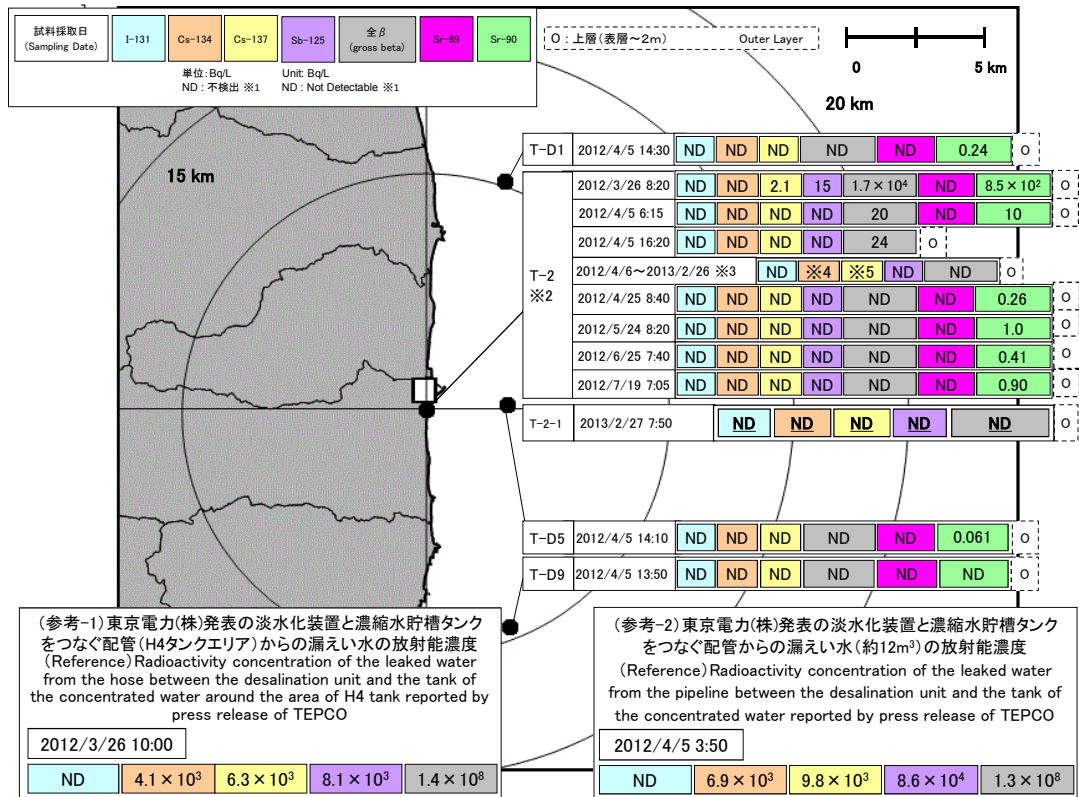 試料採取日
(Sampling Date)
I-131
Cs-134
Cs-137
Sb-125
全β
(gross beta)
Sr-89
Sr-90
単位:Bq/L
Unit: Bq/L
ND : 不検出 ※1
ND : Not Detectable ※1
O : 上層(表層～2m) Outer Layer
0 5 km
20 km
15 km
T-D1 2012/4/5 14:30 ND ND ND ND ND 0.24 O
T-2
※2
2012/3/26 8:20 ND ND 2.1 15 1.7×10⁴ ND 8.5×10² O
2012/4/5 6:15 ND ND ND ND 20 ND 10 O
2012/4/5 16:20 ND ND ND ND 24 O
2012/4/6～2013/2/26 ※3 ND ※4 ※5 ND ND O
2012/4/25 8:40 ND ND ND ND ND ND 0.26 O
2012/5/24 8:20 ND ND ND ND ND ND 1.0 O
2012/6/25 7:40 ND ND ND ND ND ND 0.41 O
2012/7/19 7:05 ND ND ND ND ND ND 0.90 O
T-2-1 2013/2/27 7:50 ND ND ND ND ND O
T-D5 2012/4/5 14:10 ND ND ND ND ND 0.061 O
T-D9 2012/4/5 13:50 ND ND ND ND ND ND O
(参考-1)東京電力(株)発表の淡水化装置と濃縮水貯槽タンク
をつなぐ配管(H4タンクエリア)からの漏えい水の放射能濃度
(Reference)Radioactivity concentration of the leaked water
from the hose between the desalination unit and the tank of
the concentrated water around the area of H4 tank reported by
press release of TEPCO
2012/3/26 10:00
ND 4.1×10³ 6.3×10³ 8.1×10³ 1.4×10⁸
(参考-2)東京電力(株)発表の淡水化装置と濃縮水貯槽タンク
をつなぐ配管からの漏えい水(約12m³)の放射能濃度
(Reference)Radioactivity concentration of the leaked water
from the pipeline between the desalination unit and the tank of
the concentrated water reported by press release of TEPCO
2012/4/5 3:50
ND 6.9×10³ 9.8×10³ 8.6×10⁴ 1.3×10⁸